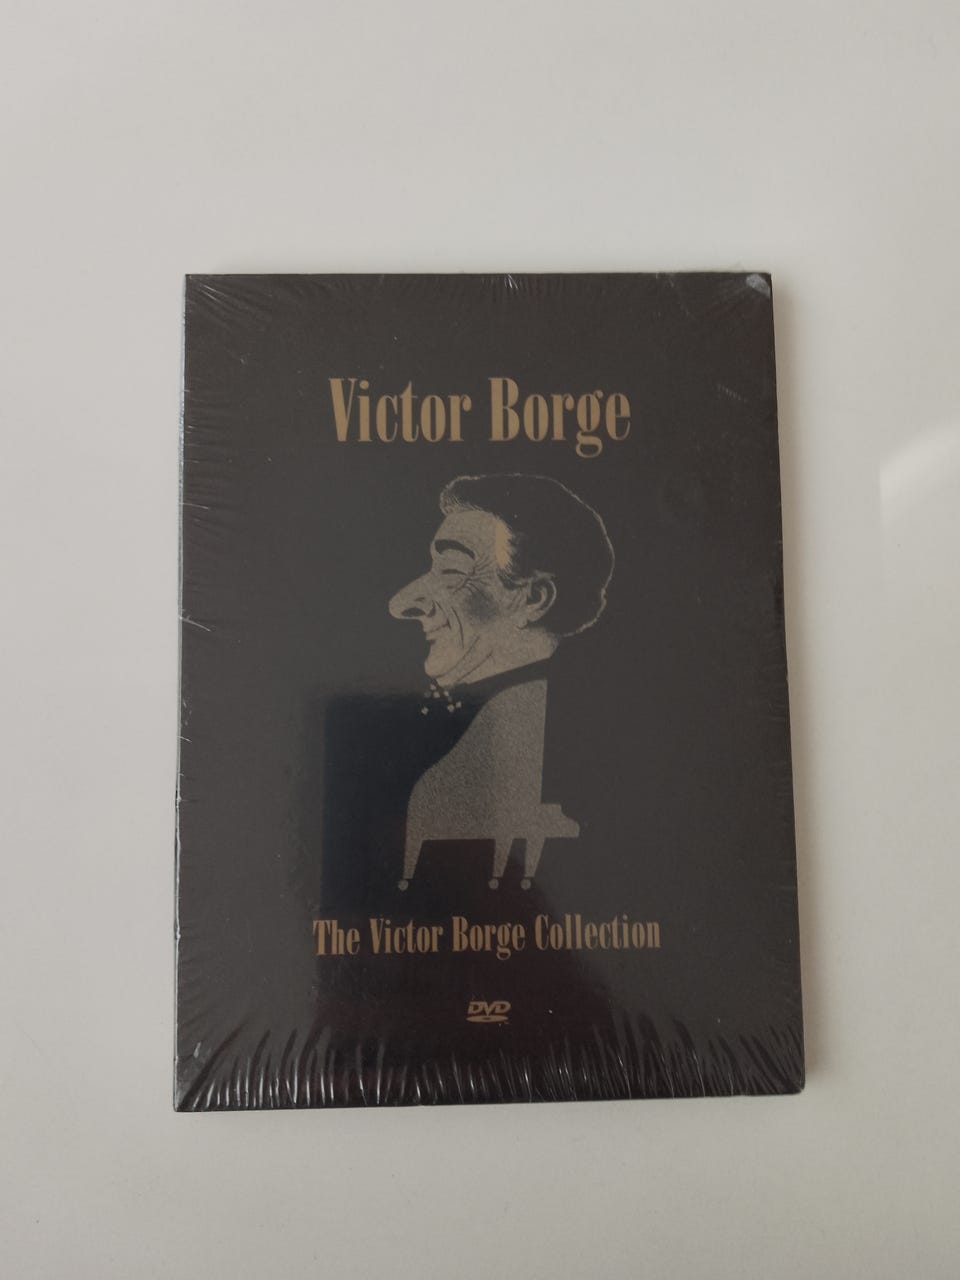 Victor Borge
The Victor Borge Collection
DVD